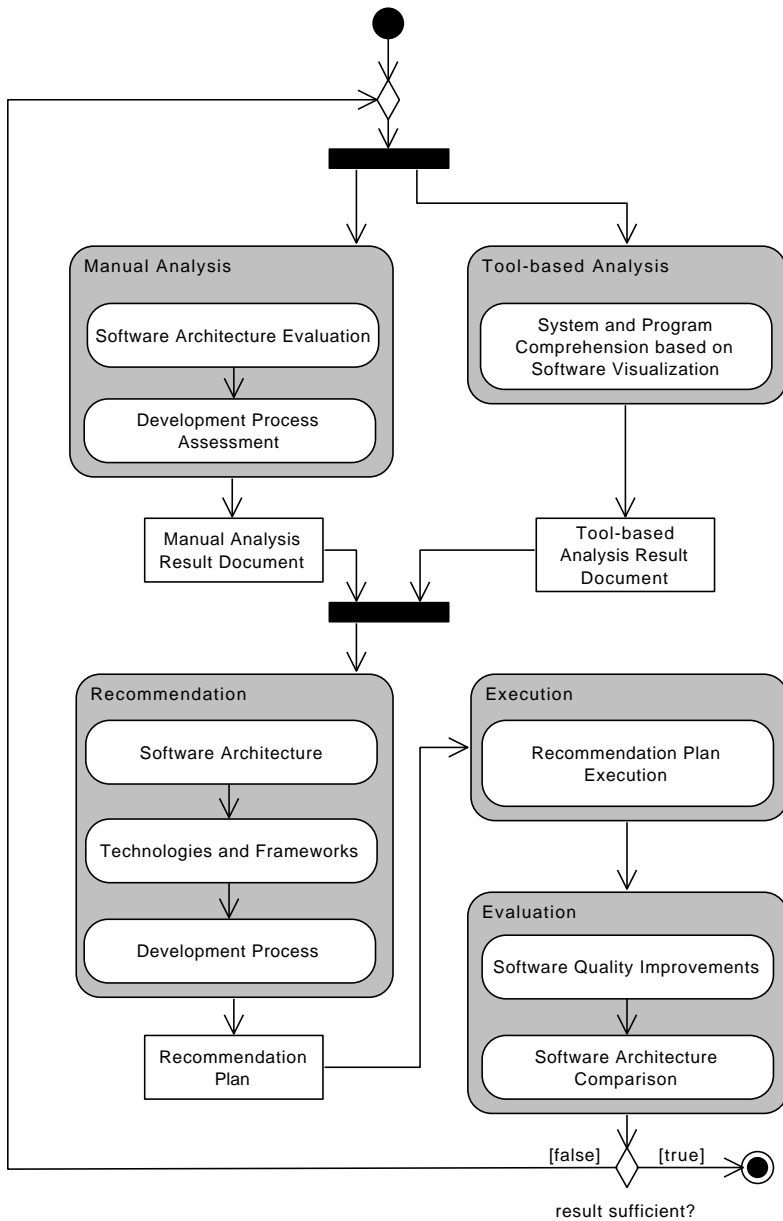 Manual Analysis
Software Architecture Evaluation
Development Process
Assessment
Tool-based Analysis
System and Program
Comprehension based on
Software Visualization
Manual Analysis
Result Document
Tool-based
Analysis Result
Document
Recommendation
Software Architecture
Technologies and Frameworks
Development Process
Recommendation
Plan
Execution
Recommendation Plan
Execution
Evaluation
Software Quality Improvements
Software Architecture
Comparison
[false]
[true]
result sufficient?